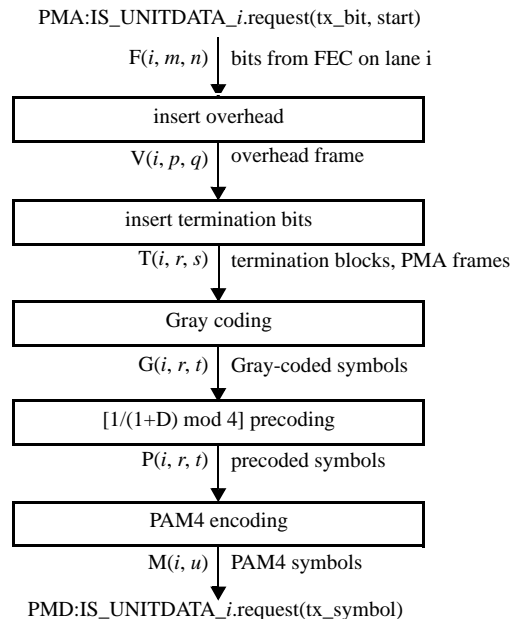 PMA:IS_UNITDATA_i.request(tx_bit, start)
F(i, m, n) bits from FEC on lane i
insert overhead
V(i, p, q) overhead frame
insert termination bits
T(i, r, s) termination blocks, PMA frames
Gray coding
G(i, r, t) Gray-coded symbols
[1/(1+D) mod 4] precoding
P(i, r, t) precoded symbols
PAM4 encoding
M(i, u) PAM4 symbols
PMD:IS_UNITDATA_i.request(tx_symbol)